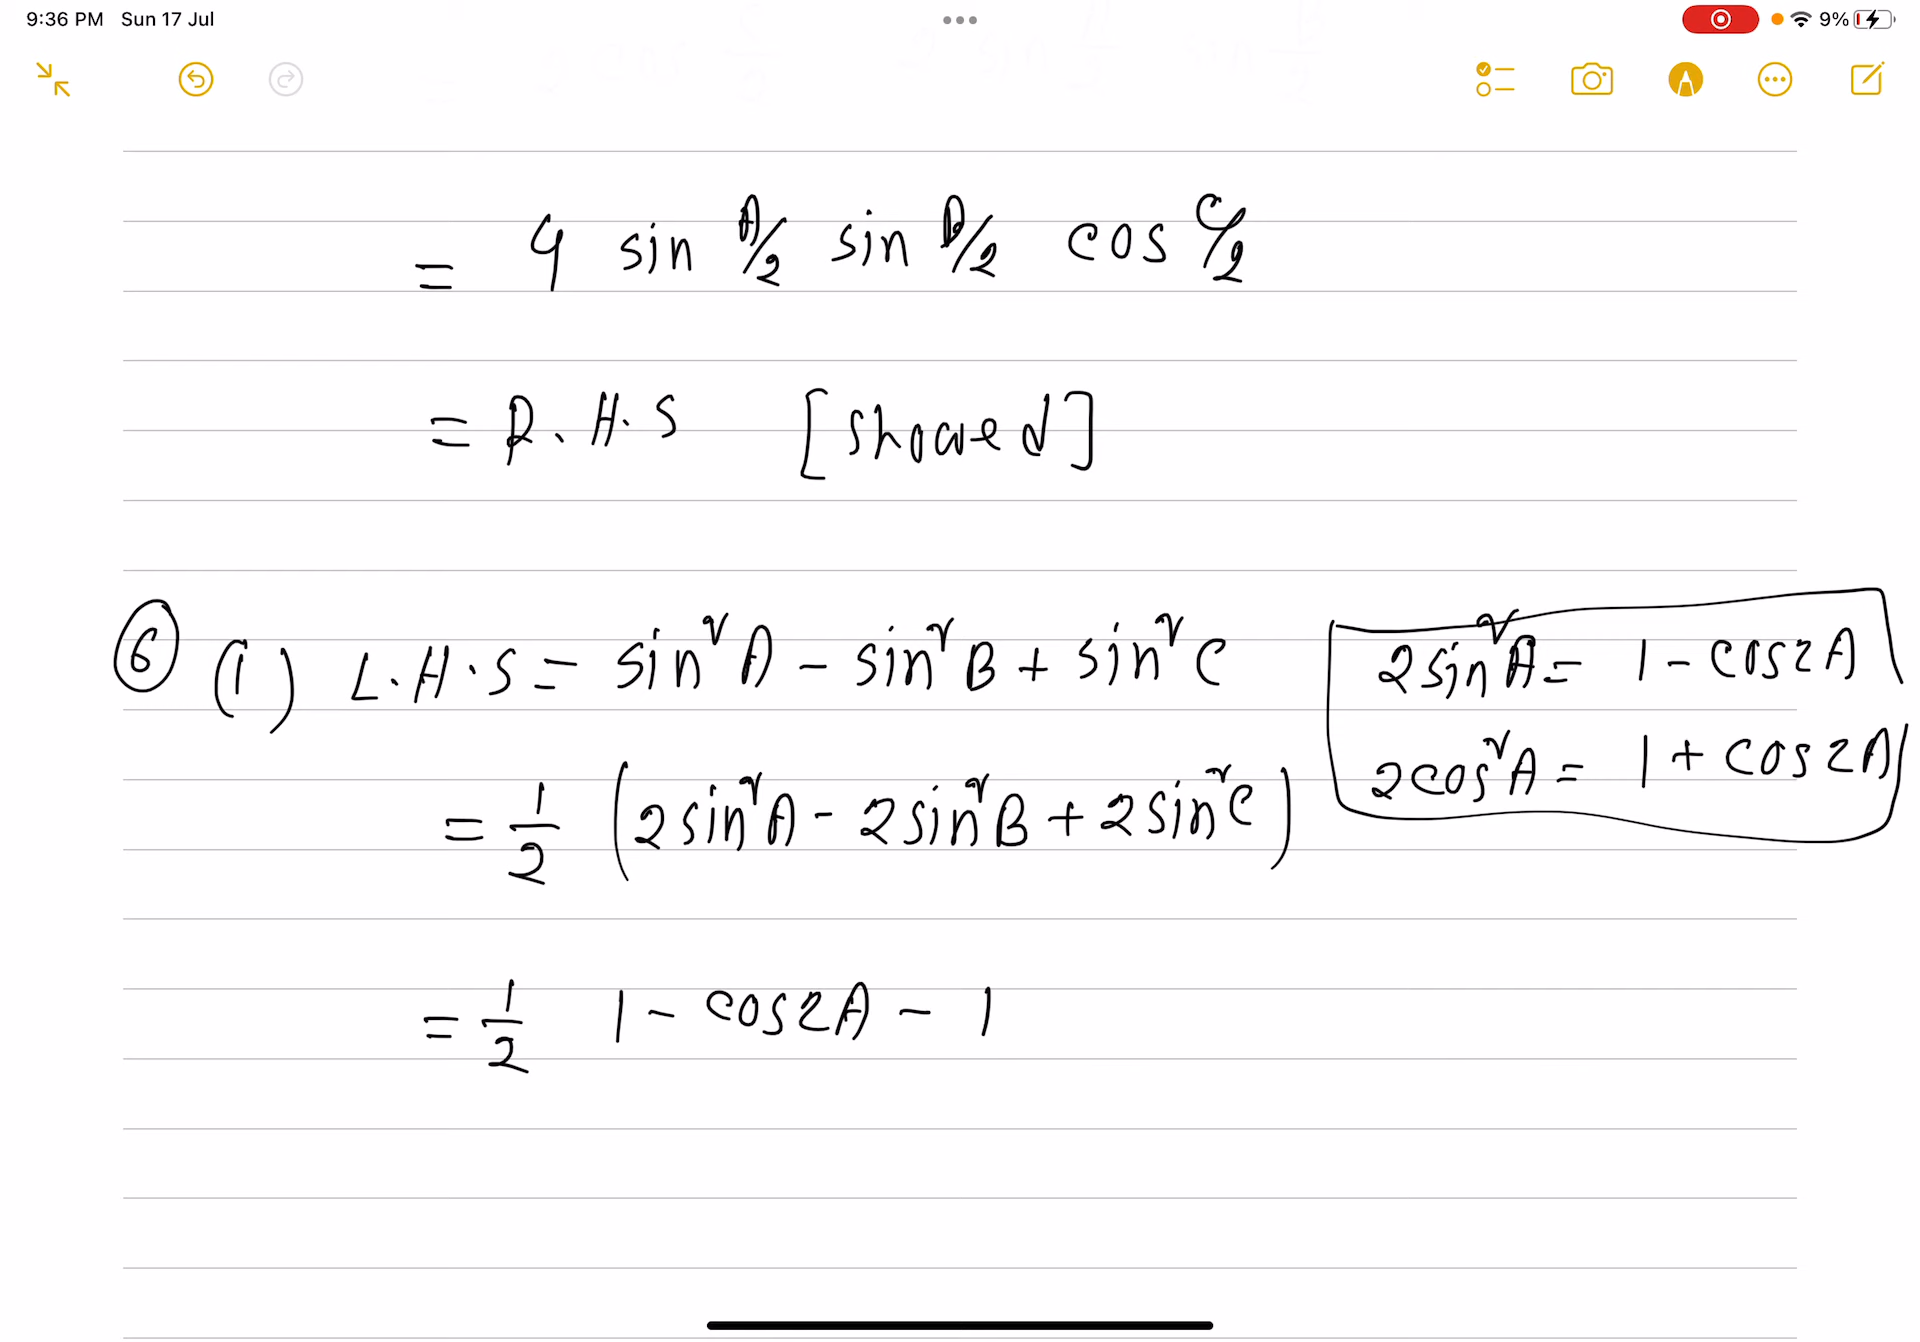 9:36 PM Sun 17 Jul
9%
= 4 sin A/2 sin B/2 cos C/2
= R.H.S [showed]
6 (i) L.H.S = sin²A - sin²B + sin²C
2sin²A = 1 - cos2A
2cos²A = 1 + cos2A
= 1/2 (2sin²A - 2sin²B + 2sin²C)
= 1/2 1 - cos2A - 1